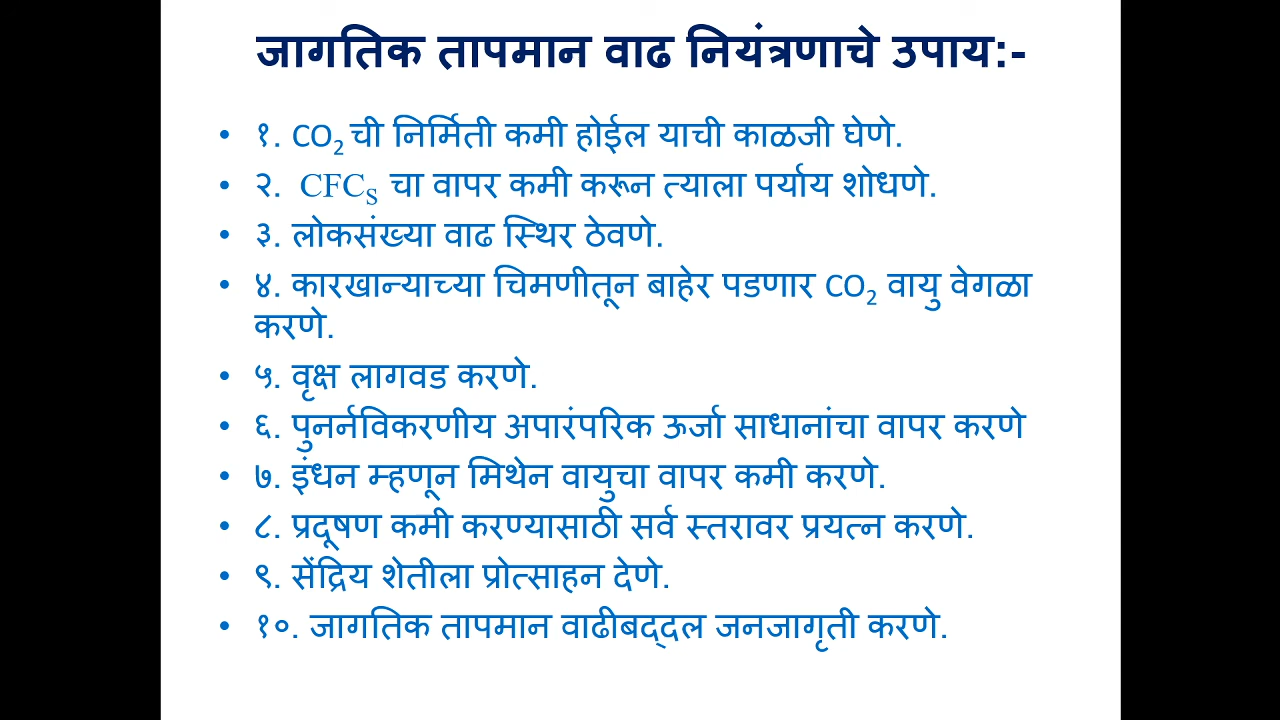 जागतिक तापमान वाढ नियंत्रणाचे उपाय:-
• १. CO₂ ची निर्मिती कमी होईल याची काळजी घेणे.
• २. CFCS चा वापर कमी करून त्याला पर्याय शोधणे.
• ३. लोकसंख्या वाढ स्थिर ठेवणे.
• ४. कारखान्याच्या चिमणीतून बाहेर पडणार CO₂ वायु वेगळा
करणे.
• ५. वृक्ष लागवड करणे.
• ६. पुनर्नविकरणीय अपारंपरिक ऊर्जा साधानांचा वापर करणे
• ७. इंधन म्हणून मिथेन वायुचा वापर कमी करणे.
• ८. प्रदूषण कमी करण्यासाठी सर्व स्तरावर प्रयत्न करणे.
• ९. सेंद्रिय शेतीला प्रोत्साहन देणे.
• १०. जागतिक तापमान वाढीबद्दल जनजागृती करणे.